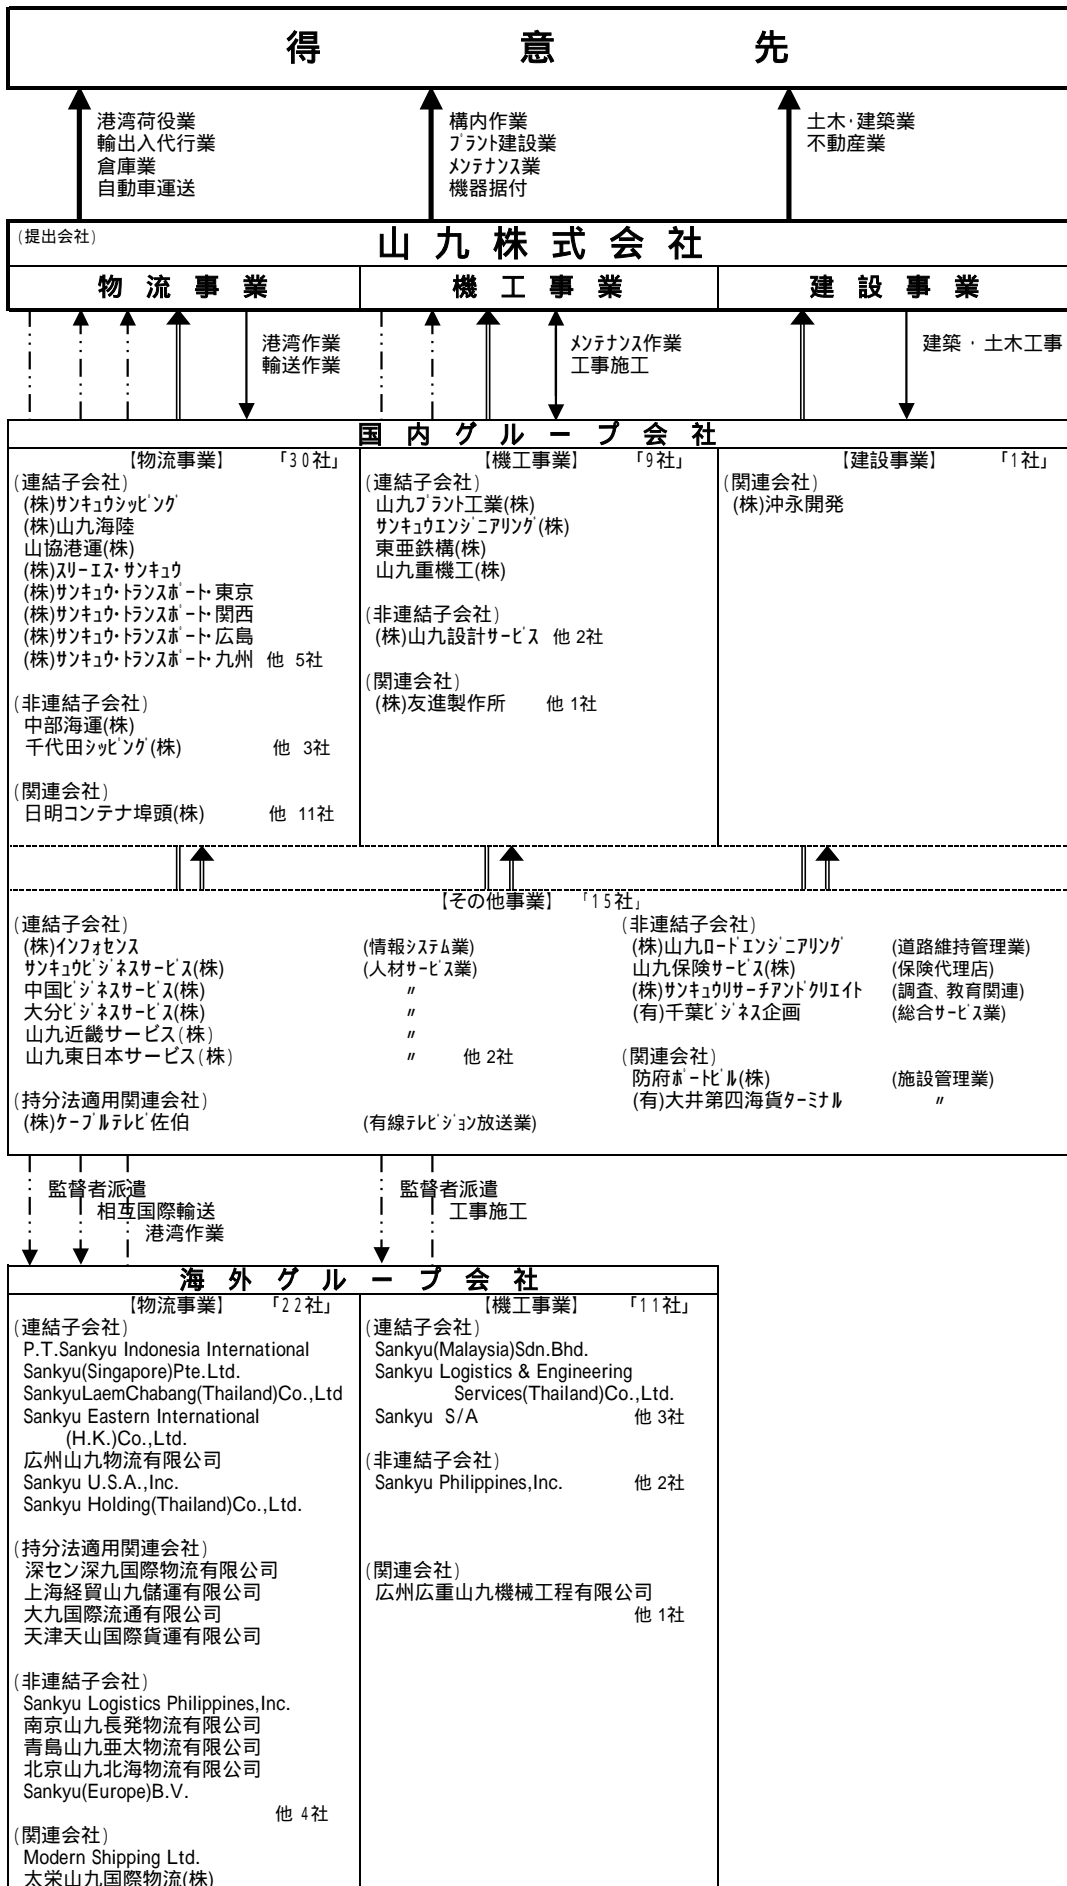 得意先
港湾荷役業
輸出入代行業
倉庫業
自動車運送
構内作業
プラント建設業
メンテナンス業
機器据付
土木・建築業
不動産業
(提出会社)
山九株式会社
物流事業
機工事業
建設事業
港湾作業
輸送作業
メンテナンス作業
工事施工
建築・土木工事
国内グループ会社
【物流事業】 「30社」
(連結子会社)
(株)サンキュウシッピング
(株)山九海陸
山協港運(株)
(株)スリーエス・サンキュウ
(株)サンキュウ・トランスポート・東京
(株)サンキュウ・トランスポート・関西
(株)サンキュウ・トランスポート・広島
(株)サンキュウ・トランスポート・九州 他 5社
(非連結子会社)
中部海運(株)
千代田シッピング(株) 他 3社
(関連会社)
日明コンテナ埠頭(株) 他 11社
【機工事業】 「9社」
(連結子会社)
山九プラント工業(株)
サンキュウエンジニアリング(株)
東亜鉄構(株)
山九重機工(株)
(非連結子会社)
(株)山九設計サービス 他 2社
(関連会社)
(株)友進製作所 他 1社
【建設事業】 「1社」
(関連会社)
(株)沖永開発
【その他事業】 「15社」
(連結子会社)
(株)インフォセンス (情報システム業)
サンキュウビジネスサービス(株) (人材サービス業)
中国ビジネスサービス(株) 〃
大分ビジネスサービス(株) 〃
山九近畿サービス(株) 〃
山九東日本サービス(株) 〃 他 2社
(持分法適用関連会社)
(株)ケーブルテレビ佐伯 (有線テレビジョン放送業)
(非連結子会社)
(株)山九ロードエンジニアリング (道路維持管理業)
山九保険サービス(株) (保険代理店)
(株)サンキュウリサーチアンドクリエイト (調査、教育関連)
(有)千葉ビジネス企画 (総合サービス業)
(関連会社)
防府ポートビル(株) (施設管理業)
(有)大井第四海貨ターミナル 〃
監督者派遣
相互国際輸送
港湾作業
監督者派遣
工事施工
海外グループ会社
【物流事業】 「22社」
(連結子会社)
P.T.Sankyu Indonesia International
Sankyu(Singapore)Pte.Ltd.
SankyuLaemChabang(Thailand)Co.,Ltd
Sankyu Eastern International
(H.K.)Co.,Ltd.
広州山九物流有限公司
Sankyu U.S.A.,Inc.
Sankyu Holding(Thailand)Co.,Ltd.
(持分法適用関連会社)
深セン深九国際物流有限公司
上海経貿山九儲運有限公司
大九国際流通有限公司
天津天山国際貨運有限公司
(非連結子会社)
Sankyu Logistics Philippines,Inc.
南京山九長発物流有限公司
青島山九亜太物流有限公司
北京山九北海物流有限公司
Sankyu(Europe)B.V.
他 4社
(関連会社)
Modern Shipping Ltd.
太栄山九国際物流(株)
【機工事業】 「11社」
(連結子会社)
Sankyu(Malaysia)Sdn.Bhd.
Sankyu Logistics & Engineering
Services(Thailand)Co.,Ltd.
Sankyu S/A 他 3社
(非連結子会社)
Sankyu Philippines,Inc. 他 2社
(関連会社)
広州広重山九機械工程有限公司
他 1社